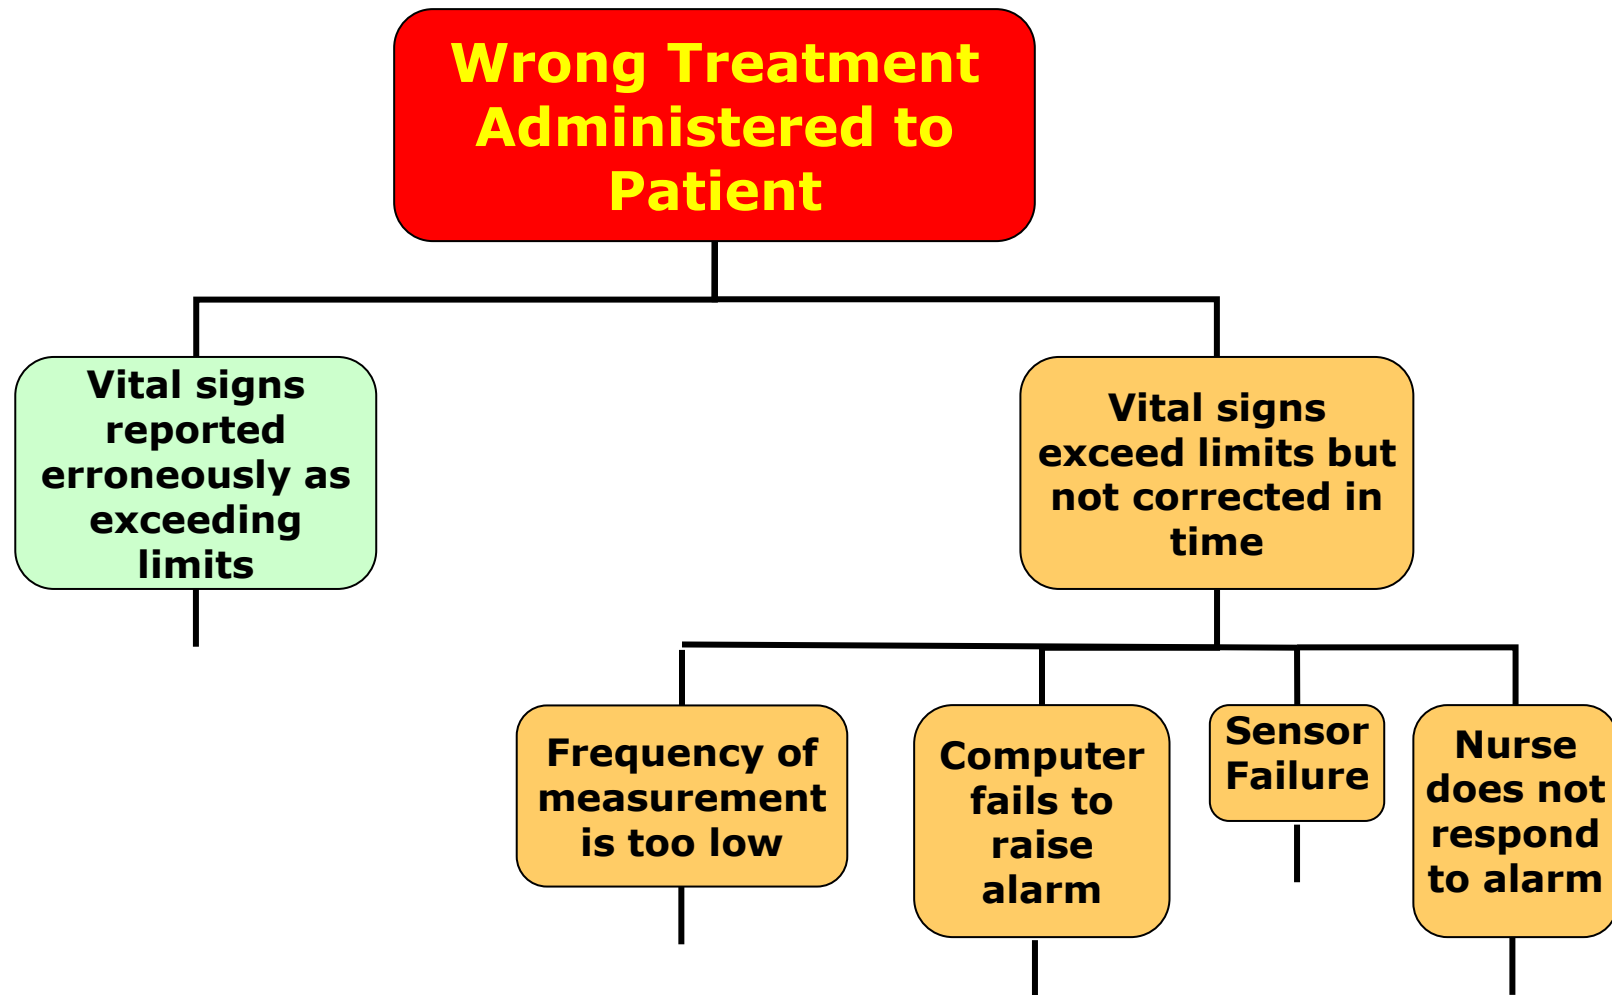 Wrong Treatment
Administered to
Patient
Vital signs
reported
erroneously as
exceeding
limits
Vital signs
exceed limits but
not corrected in
time
Frequency of
measurement
is too low
Computer
fails to
raise
alarm
Sensor
Failure
Nurse
does not
respond
to alarm